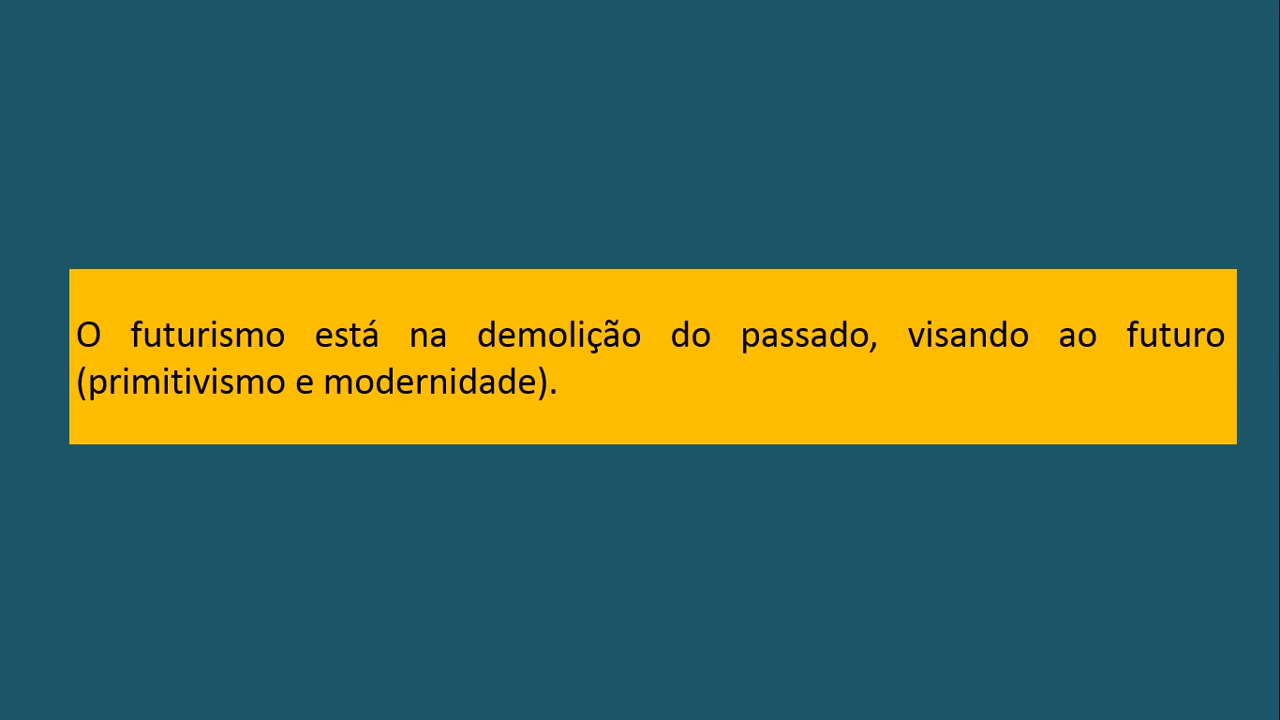 O futurismo está na demolição do passado, visando ao futuro
(primitivismo e modernidade).